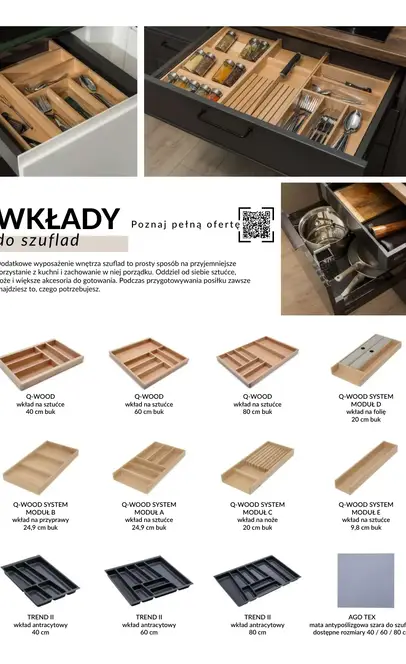 WKŁADY
do szuflad
Poznaj pełną ofertę
Dodatkowe wyposażenie wnętrza szuflad to prosty sposób na przyjemniejsze
korzystanie z kuchni i zachowanie w niej porządku. Oddziel od siebie sztućce,
noże i większe akcesoria do gotowania. Podczas przygotowywania posiłku zawsze
znajdziesz to, czego potrzebujesz.
Q-WOOD
wkład na sztućce
40 cm buk
Q-WOOD
wkład na sztućce
60 cm buk
Q-WOOD
wkład na sztućce
80 cm buk
Q-WOOD SYSTEM
MODUŁ D
wkład na folię
20 cm buk
Q-WOOD SYSTEM
MODUŁ B
wkład na przyprawy
24,9 cm buk
Q-WOOD SYSTEM
MODUŁ A
wkład na sztućce
24,9 cm buk
Q-WOOD SYSTEM
MODUŁ C
wkład na noże
20 cm buk
Q-WOOD SYSTEM
MODUŁ E
wkład na sztućce
9,8 cm buk
TREND II
wkład antracytowy
40 cm
TREND II
wkład antracytowy
60 cm
TREND II
wkład antracytowy
80 cm
AGO TEX
mata antypoślizgowa szara do szuf
dostępne rozmiary 40 / 60 / 80 c